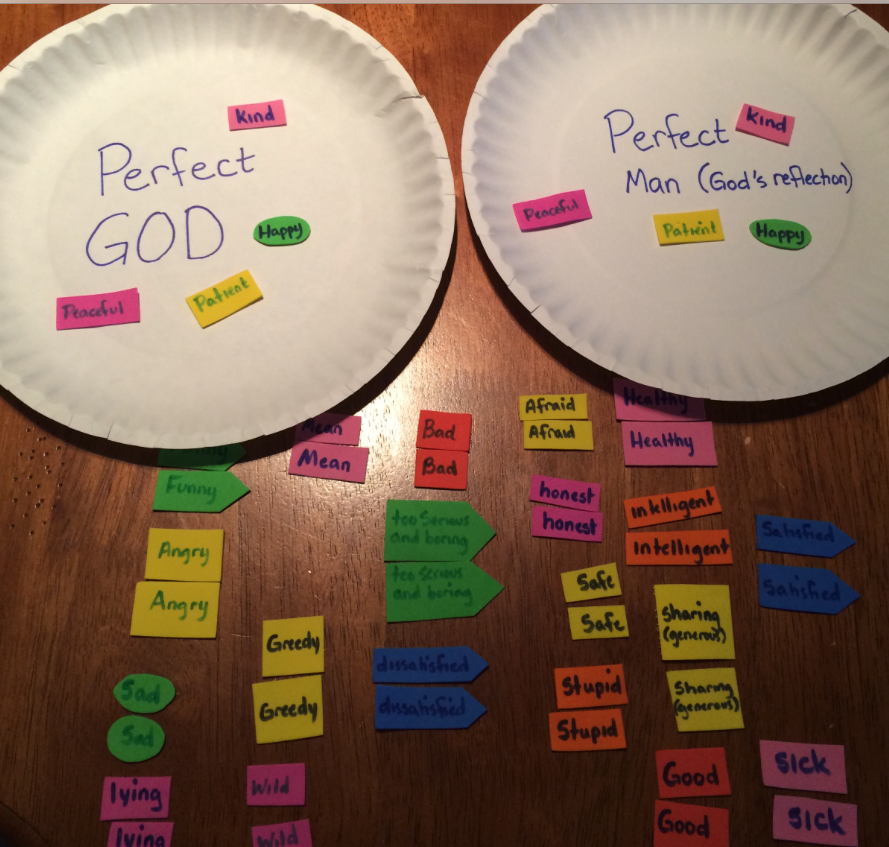 Kind
Perfect
GOD
Happy
Patient
Peaceful
Kind
Perfect
Man (God's reflection)
Peaceful
Patient
Happy
Funny
Funny
Angry
Angry
Sad
Sad
lying
lying
Mean
Mean
Greedy
Greedy
Wild
Wild
Bad
Bad
too Serious
and boring
too Serious
and boring
dissatisfied
dissatisfied
Afraid
Afraid
honest
honest
Safe
Safe
Stupid
Stupid
Healthy
Healthy
Intelligent
Intelligent
Sharing
(generous)
Sharing
(generous)
Good
Good
Satisfied
Satisfied
SICK
SICK